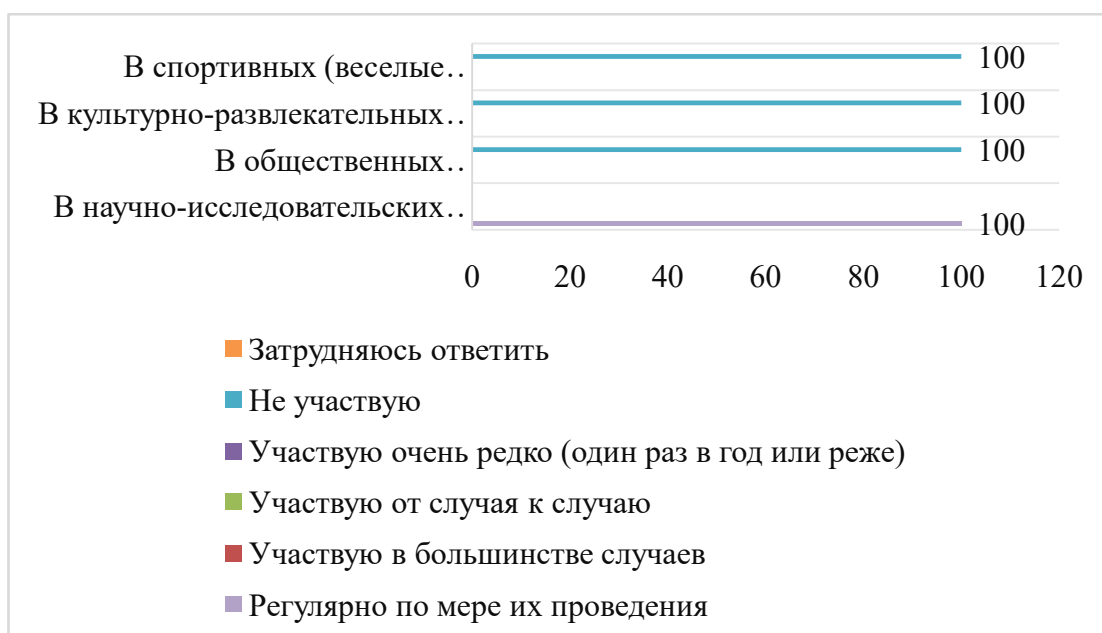 В спортивных (веселые… 100
В культурно-развлекательных… 100
В общественных… 100
В научно-исследовательских… 100
0 20 40 60 80 100 120
Затрудняюсь ответить
Не участвую
Участвую очень редко (один раз в год или реже)
Участвую от случая к случаю
Участвую в большинстве случаев
Регулярно по мере их проведения